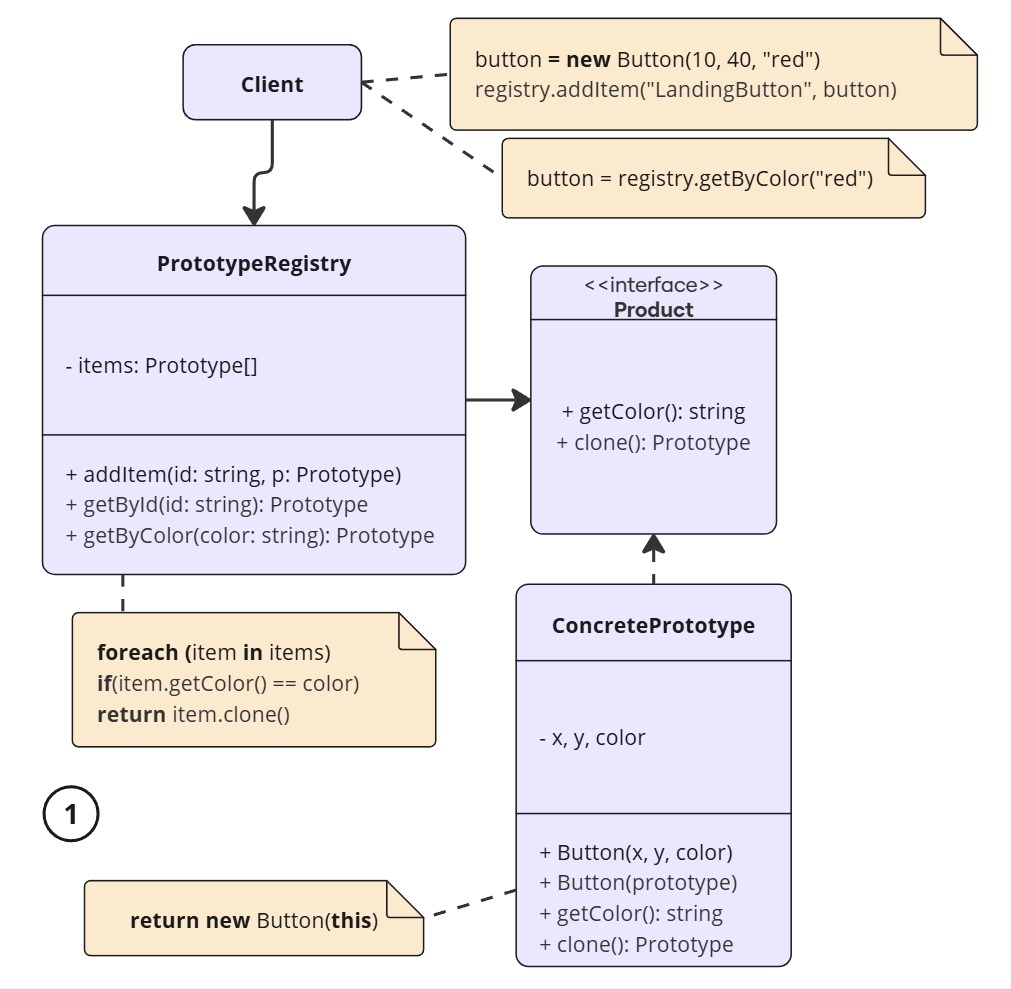 Client
button = new Button(10, 40, "red")
registry.addItem("LandingButton", button)
button = registry.getByColor("red")
PrototypeRegistry
- items: Prototype[]
+ addItem(id: string, p: Prototype)
+ getById(id: string): Prototype
+ getByColor(color: string): Prototype
<<interface>>
Product
+ getColor(): string
+ clone(): Prototype
foreach (item in items)
if(item.getColor() == color)
return item.clone()
ConcretePrototype
- x, y, color
+ Button(x, y, color)
+ Button(prototype)
+ getColor(): string
+ clone(): Prototype
1
return new Button(this)